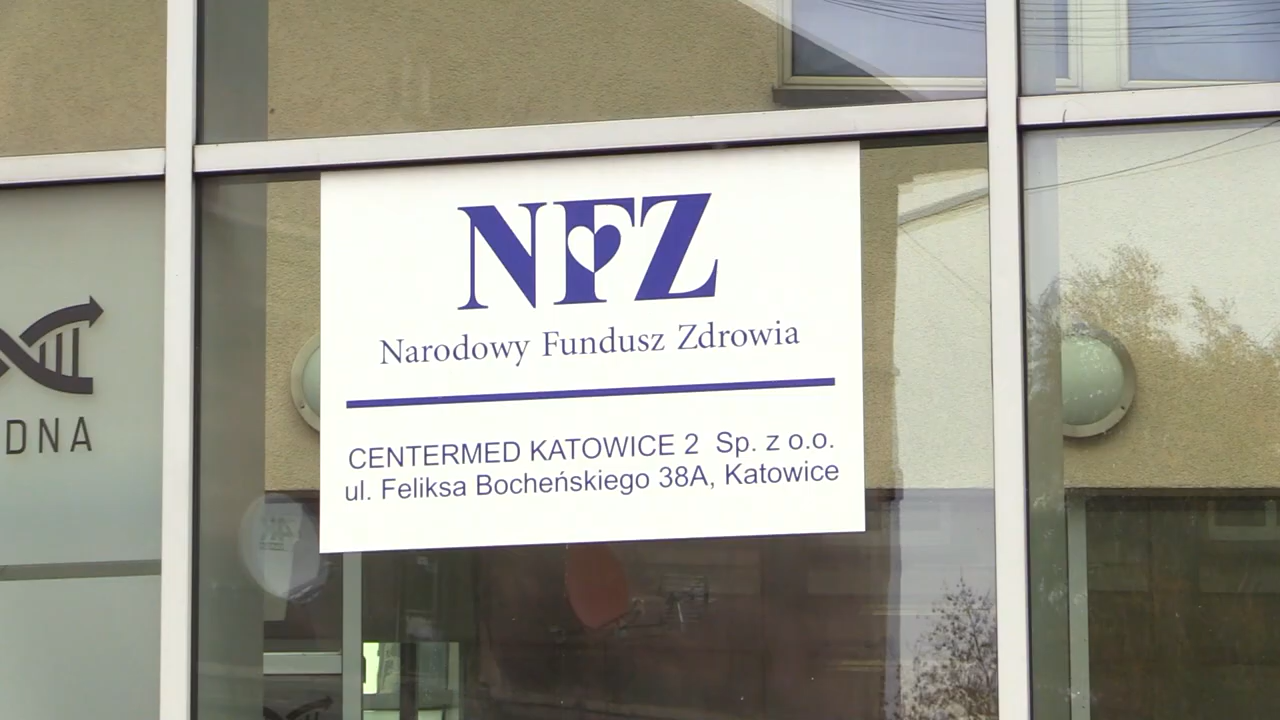 NFZ
Narodowy Fundusz Zdrowia
CENTERMED KATOWICE 2 Sp. z o.o.
ul. Feliksa Bocheńskiego 38A, Katowice
DNA